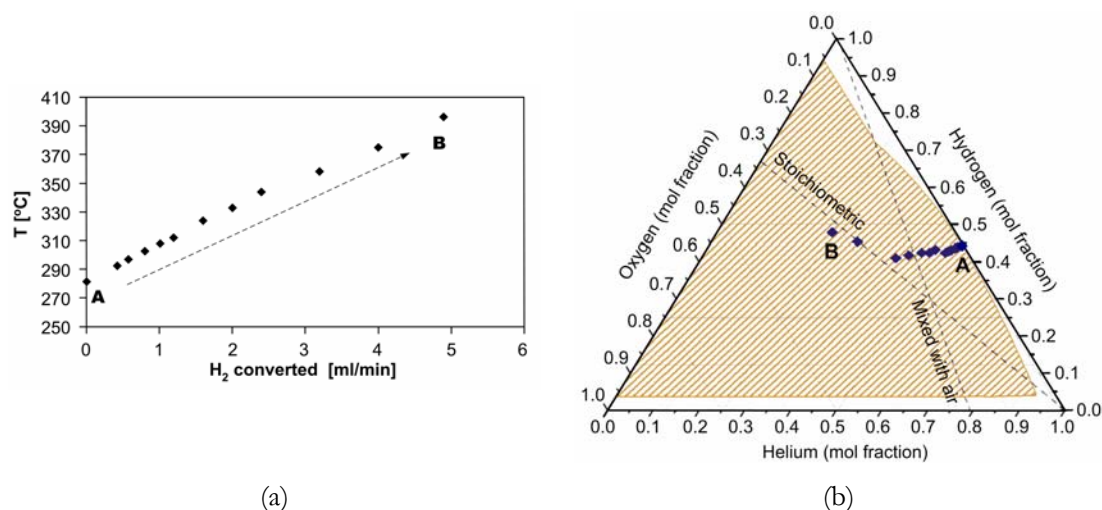 T [ºC]
410
390
370
350
330
310
290
270
250
A
B
0 1 2 3 4 5 6
H₂ converted [ml/min]
(a)
Oxygen (mol fraction)
0.0
0.1
0.2
0.3
0.4
0.5
0.6
0.7
0.8
0.9
1.0
Hydrogen (mol fraction)
1.0
0.9
0.8
0.7
0.6
0.5
0.4
0.3
0.2
0.1
0.0
Stoichiometric
Mixed with air
B
A
0.0 0.1 0.2 0.3 0.4 0.5 0.6 0.7 0.8 0.9 1.0
Helium (mol fraction)
(b)